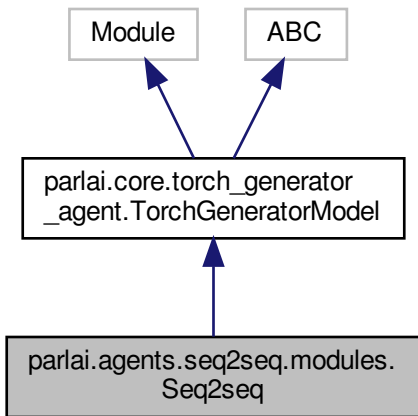 Module
ABC
parlai.core.torch_generator
_agent.TorchGeneratorModel
parlai.agents.seq2seq.modules.
Seq2seq